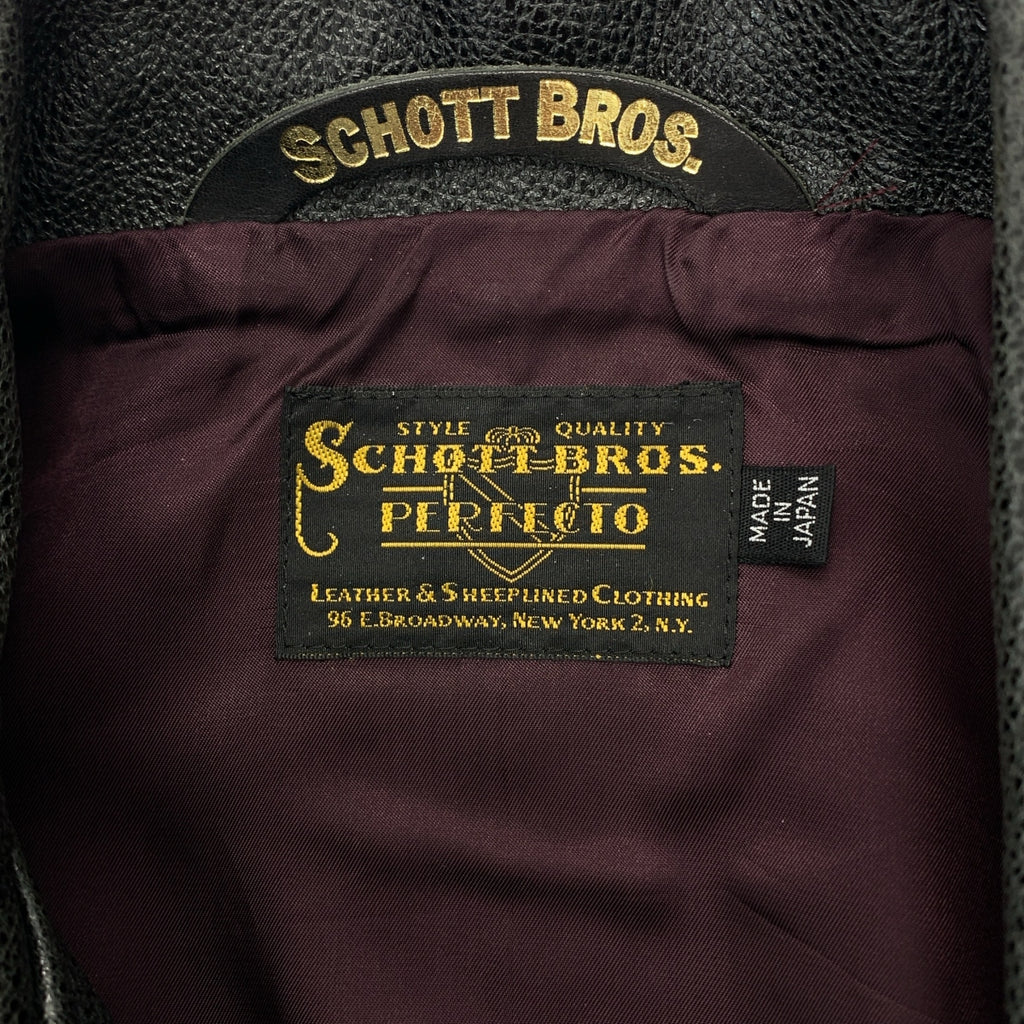 SCHOTT BROS.
STYLE QUALITY
SCHOTT BROS.
PERFECTO
LEATHER & SHEEPLINED CLOTHING
96 E.BROADWAY, NEW YORK 2, N.Y.
MADE
IN
JAPAN